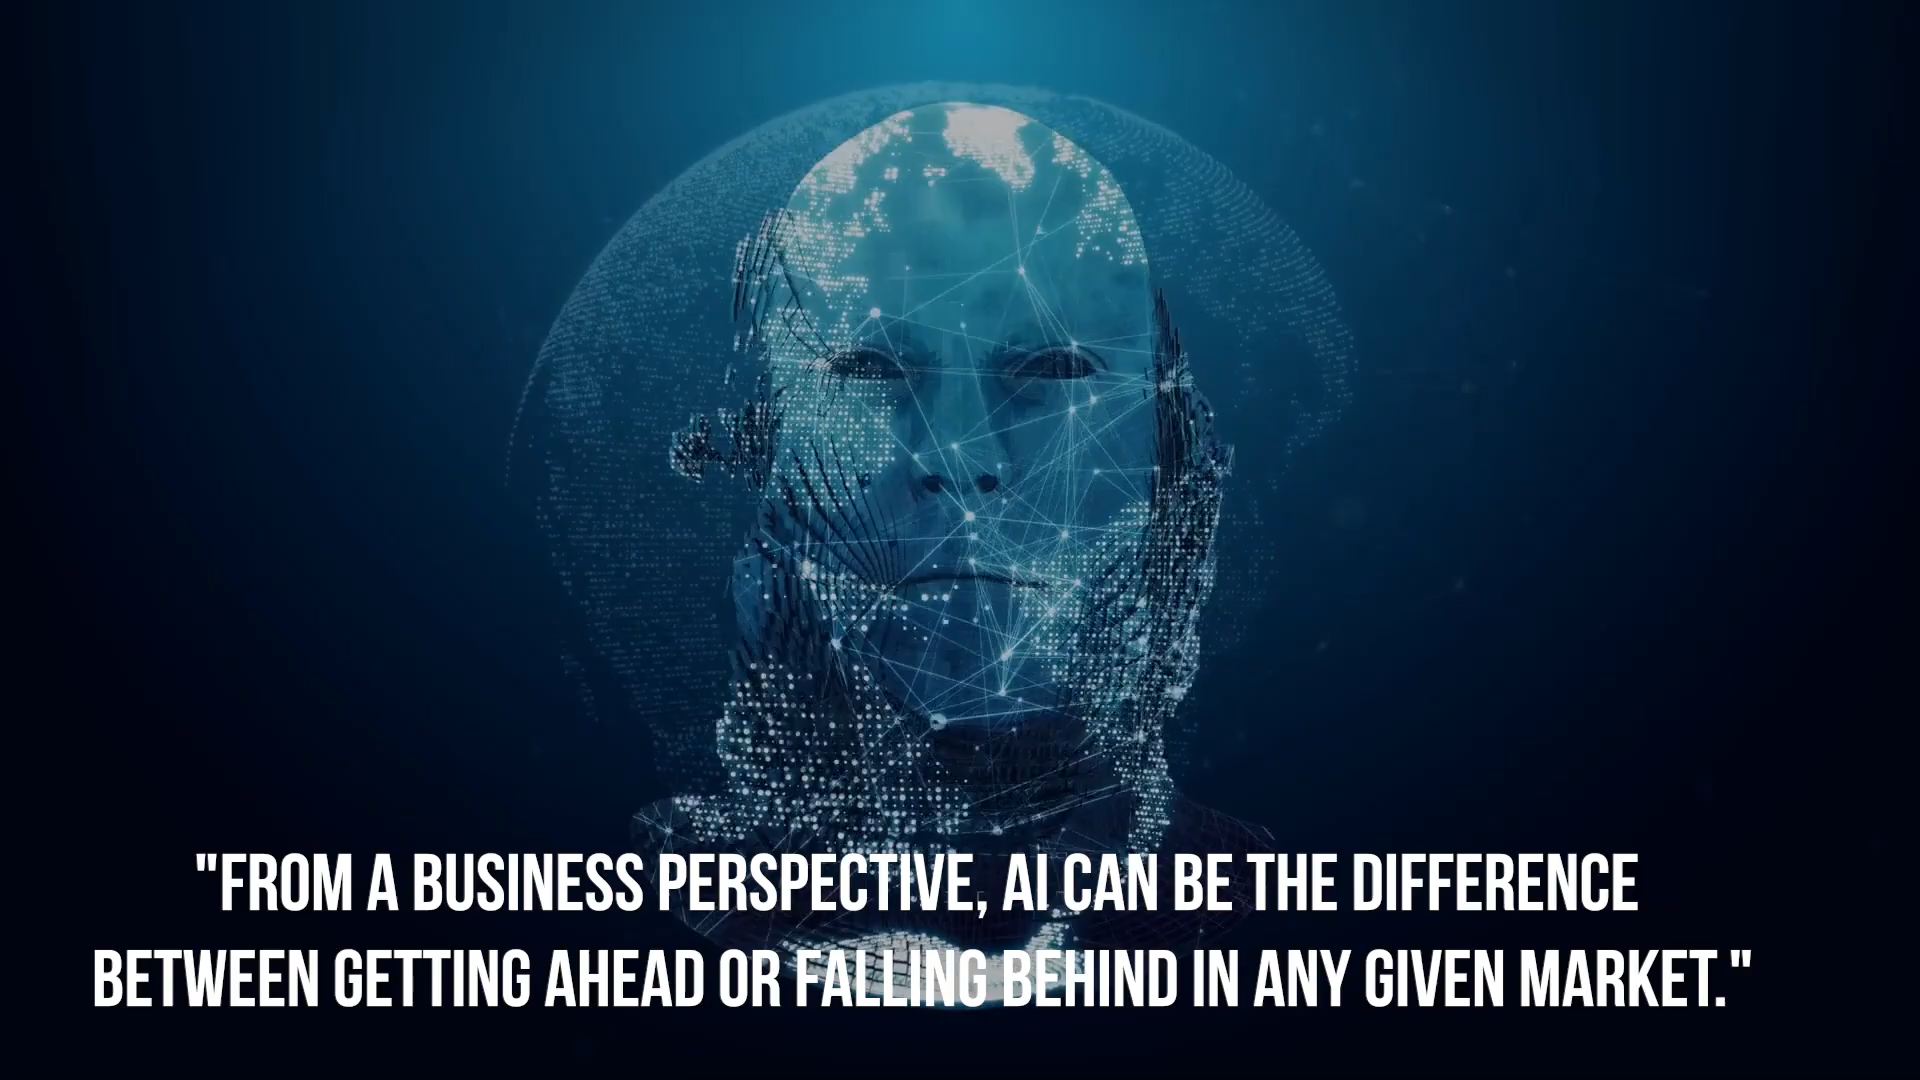 "FROM A BUSINESS PERSPECTIVE, AI CAN BE THE DIFFERENCE
BETWEEN GETTING AHEAD OR FALLING BEHIND IN ANY GIVEN MARKET."